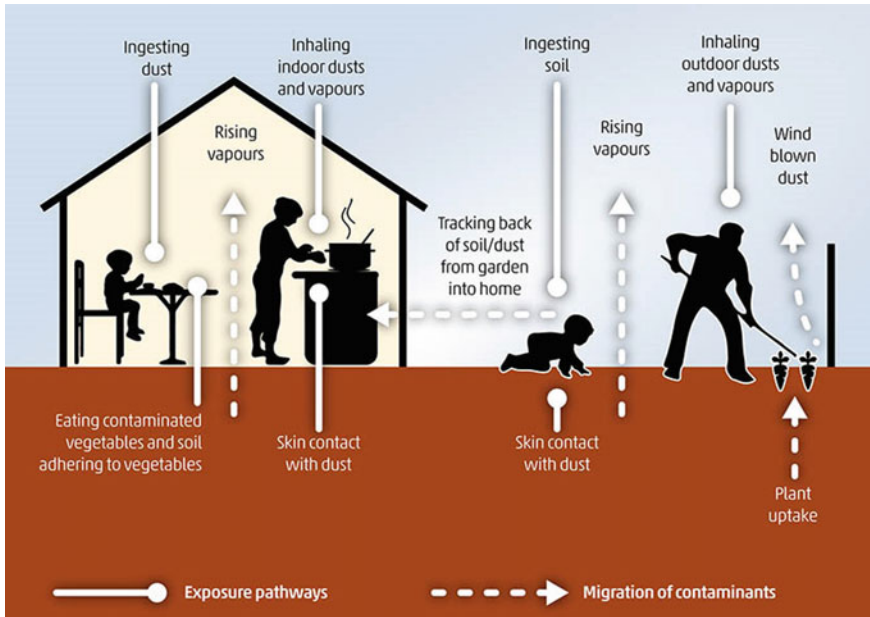 Ingesting
dust
Inhaling
indoor dusts
and vapours
Ingesting
soil
Inhaling
outdoor dusts
and vapours
Rising
vapours
Rising
vapours
Wind
blown
dust
Tracking back
of soil/dust
from garden
into home
Eating contaminated
vegetables and soil
adhering to vegetables
Skin contact
with dust
Skin contact
with dust
Plant
uptake
Exposure pathways
Migration of contaminants